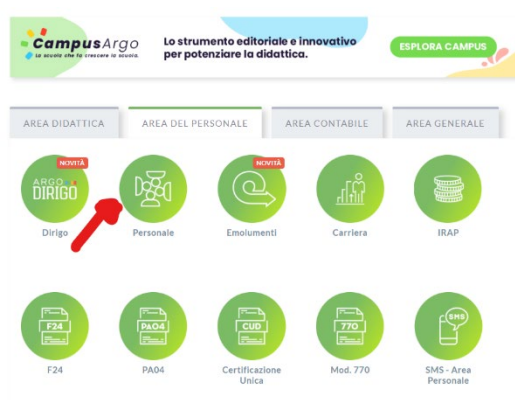 CampusArgo
La scuola che fa crescere la scuola.
Lo strumento editoriale e innovativo
per potenziare la didattica.
ESPLORA CAMPUS
AREA DIDATTICA
AREA DEL PERSONALE
AREA CONTABILE
AREA GENERALE
NOVITÀ
ARGO
DIRIGO
Dirigo
Personale
NOVITÀ
Emolumenti
Carriera
IRAP
F24
F24
PA04
PA04
CUD
Certificazione
Unica
770
Mod. 770
SMS
SMS - Area
Personale